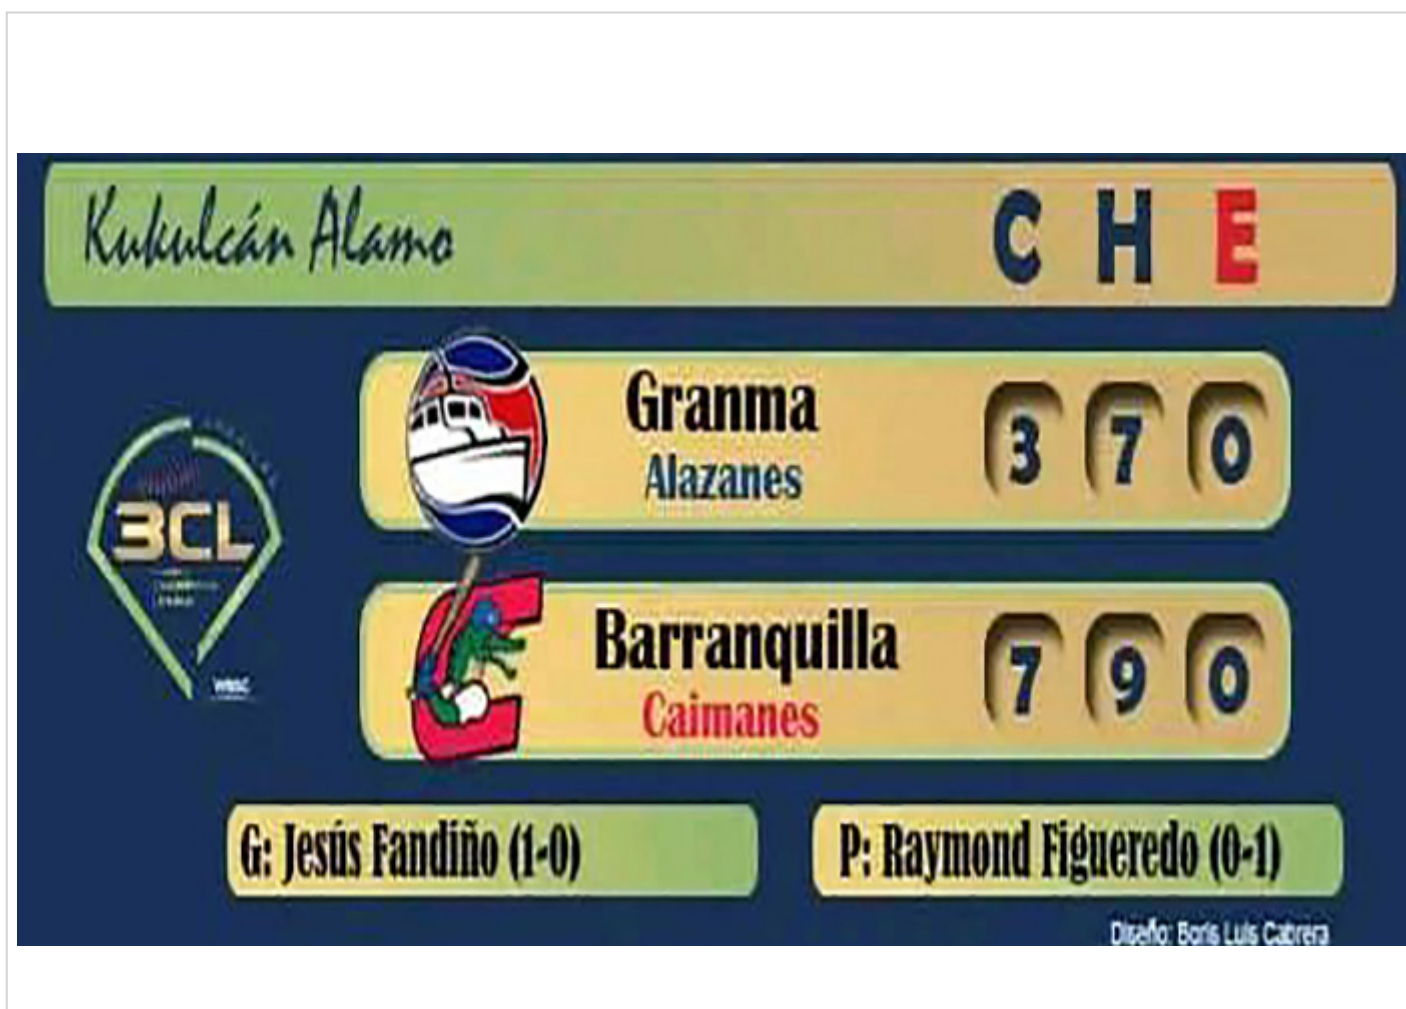 Kukulcán Alamo C H E
Granma 3 7 0
Alazanes
3CL
Barranquilla 7 9 0
Caimanes
WBSC
G: Jesús Fandiño (1-0) P: Raymond Figueredo (0-1)
Diseño: Boris Luis Cabrera